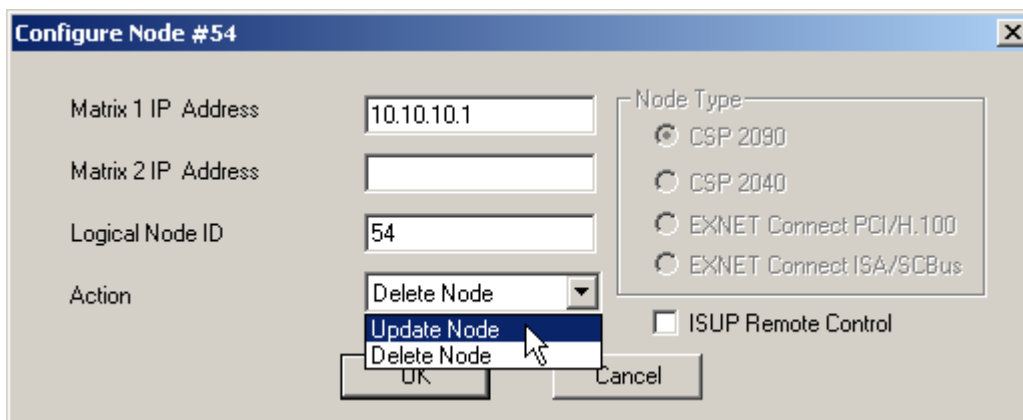 Configure Node #54
Matrix 1 IP Address
10.10.10.1
Matrix 2 IP Address
Logical Node ID
54
Action
Delete Node
Update Node
Delete Node
Node Type
CSP 2090
CSP 2040
EXNET Connect PCI/H.100
EXNET Connect ISA/SCBus
ISUP Remote Control
OK
Cancel